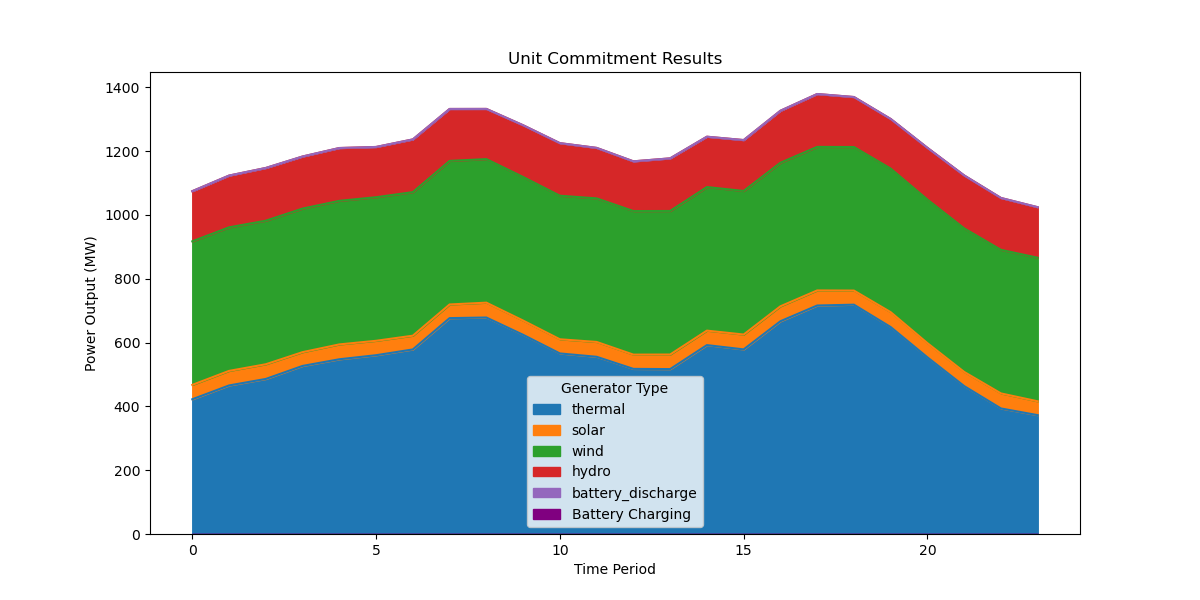 Unit Commitment Results
Power Output (MW)
1400
1200
1000
800
600
400
200
0
Generator Type
thermal
solar
wind
hydro
battery_discharge
Battery Charging
0 5 10 15 20
Time Period